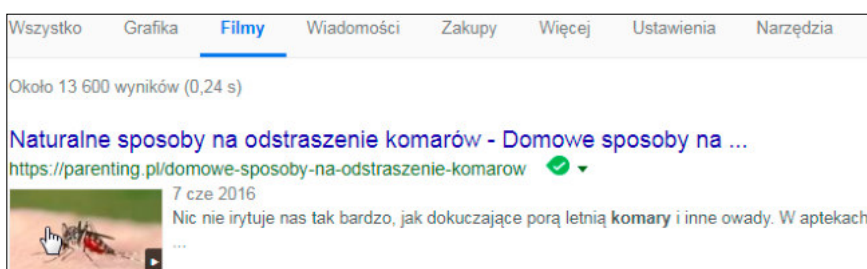 Wszystko Grafika Filmy Wiadomości Zakupy Więcej Ustawienia Narzędzia
Około 13 600 wyników (0,24 s)
Naturalne sposoby na odstraszenie komarów - Domowe sposoby na ...
https://parenting.pl/domowe-sposoby-na-odstraszenie-komarow
7 cze 2016
Nic nie irytuje nas tak bardzo, jak dokuczające porą letnią komary i inne owady. W aptekach
...